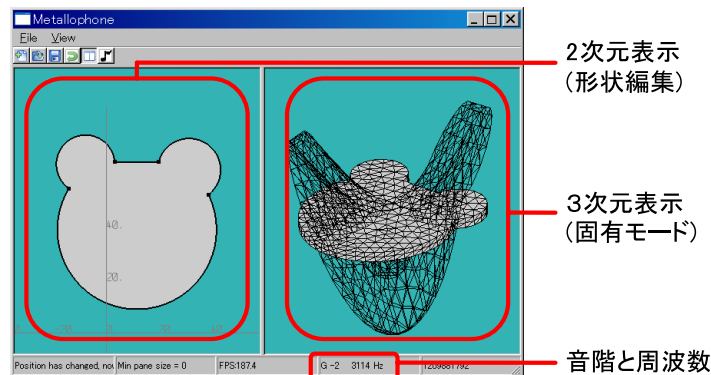 Metallophone
File View
2次元表示
(形状編集)
40.
20.
3次元表示
(固有モード)
Position has changed, nov Min pane size = 0 FPS:187.4 G -2 3114 Hz
音階と周波数